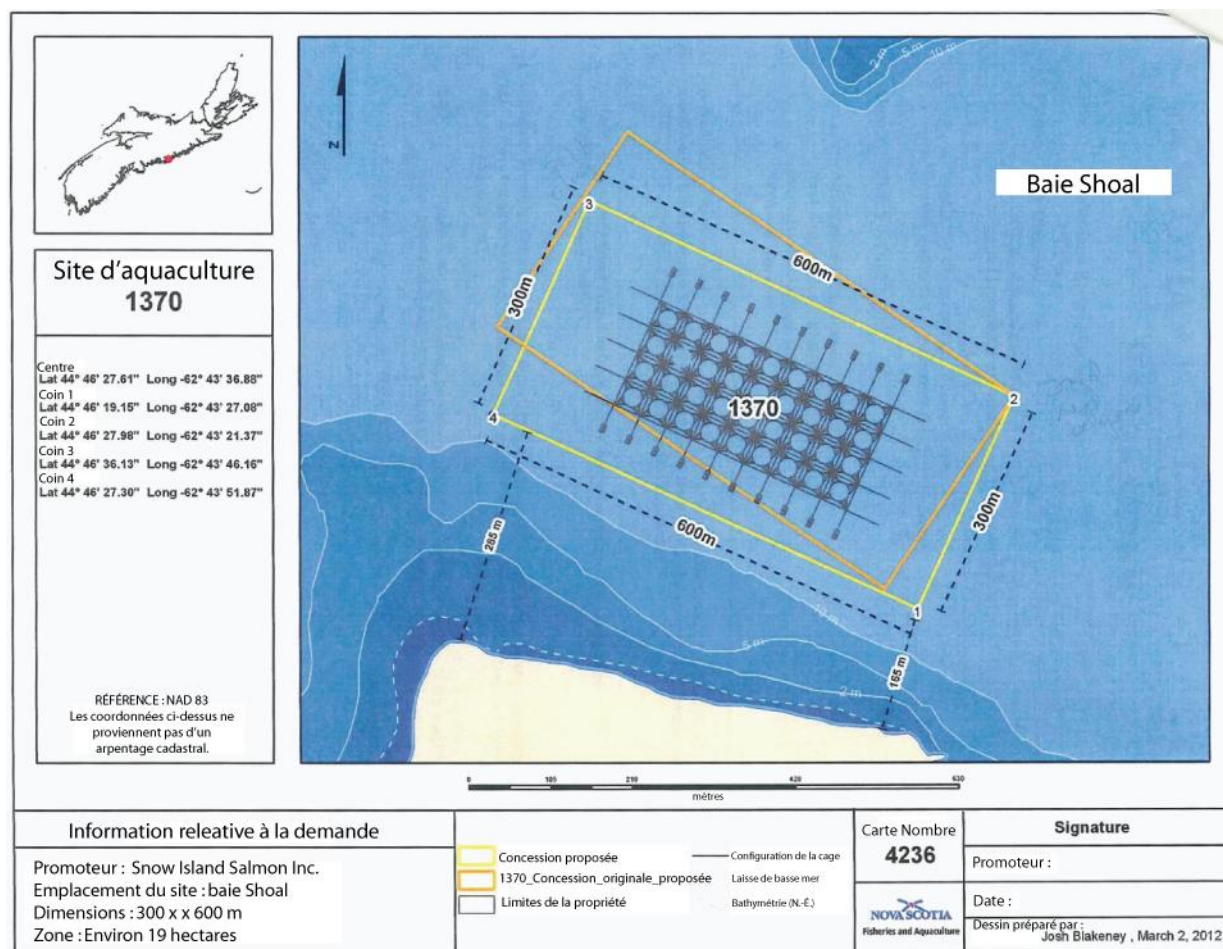 Site d'aquaculture
1370
Centre
Lat 44° 46' 27.61" Long -62° 43' 36.88"
Coin 1
Lat 44° 46' 19.15" Long -62° 43' 27.08"
Coin 2
Lat 44° 46' 27.98" Long -62° 43' 21.37"
Coin 3
Lat 44° 46' 36.13" Long -62° 43' 46.16"
Coin 4
Lat 44° 46' 27.30" Long -62° 43' 51.87"
RÉFÉRENCE : NAD 83
Les coordonnées ci-dessus ne
proviennent pas d'un
arpentage cadastral.
N
2 m
5 m
10 m
Baie Shoal
3
600m
300m
2
1370
4
300m
285 m
600m
1
10 m
5 m
165 m
2 m
0 105 210 420 630
mètres
Information releative à la demande
Promoteur : Snow Island Salmon Inc.
Emplacement du site : baie Shoal
Dimensions : 300 x x 600 m
Zone : Environ 19 hectares
Concession proposée
1370_Concession_originale_proposée
Limites de la propriété
Configuration de la cage
Laisse de basse mer
Bathymétrie (N.-É.)
Carte Nombre
4236
NOVA SCOTIA
Fisheries and Aquaculture
Signature
Promoteur :
Date :
Dessin préparé par :
Josh Blakeney , March 2, 2012